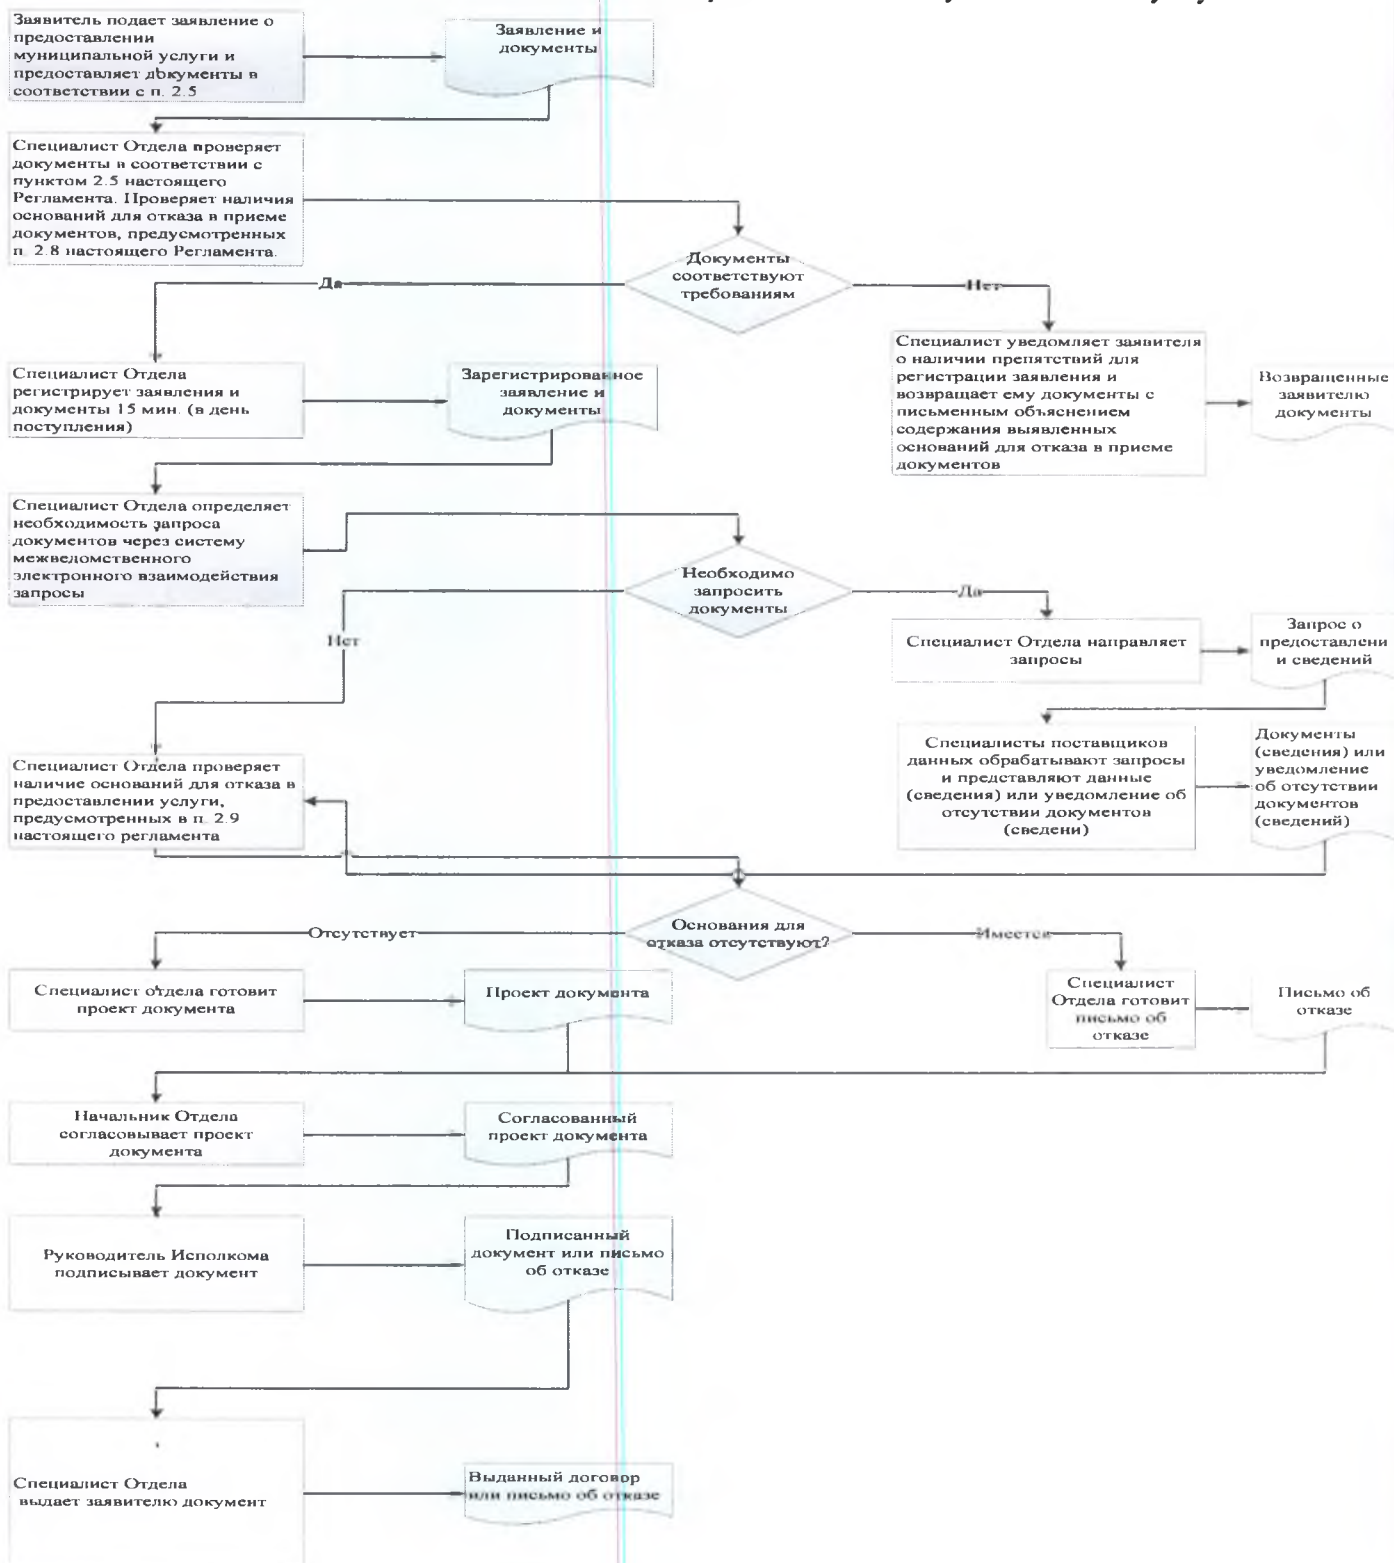 Заявитель подает заявление о
предоставлении
муниципальной услуги и
предоставляет документы в
соответствии с п. 2.5
Заявление и
документы
Специалист Отдела проверяет
документы в соответствии с
пунктом 2.5 настоящего
Регламента. Проверяет наличия
оснований для отказа в приеме
документов, предусмотренных
п. 2.8 настоящего Регламента.
Документы
соответствуют
требованиям
Да
Нет
Специалист Отдела
регистрирует заявления и
документы 15 мин. (в день
поступления)
Зарегистрированное
заявление и
документы
Специалист уведомляет заявителя
о наличии препятствий для
регистрации заявления и
возвращает ему документы с
письменным объяснением
содержания выявленных
оснований для отказа в приеме
документов
Возвращенные
заявителю
документы
Специалист Отдела определяет
необходимость запроса
документов через систему
межведомственного
электронного взаимодействия
запросы
Необходимо
запросить
документы
Да
Нет
Специалист Отдела направляет
запросы
Запрос о
предоставлени
и сведений
Специалисты поставщиков
данных обрабатывают запросы
и представляют данные
(сведения) или уведомление об
отсутствии документов
(сведени)
Документы
(сведения) или
уведомление
об отсутствии
документов
(сведений)
Специалист Отдела проверяет
наличие оснований для отказа в
предоставлении услуги,
предусмотренных в п. 2.9
настоящего регламента
Основания для
отказа отсутствуют?
Отсутствует
Имеется
Специалист отдела готовит
проект документа
Проект документа
Специалист
Отдела готовит
письмо об
отказе
Письмо об
отказе
Начальник Отдела
согласовывает проект
документа
Согласованный
проект документа
Руководитель Исполкома
подписывает документ
Подписанный
документ или письмо
об отказе
Специалист Отдела
выдает заявителю документ
Выданный договор
или письмо об отказе